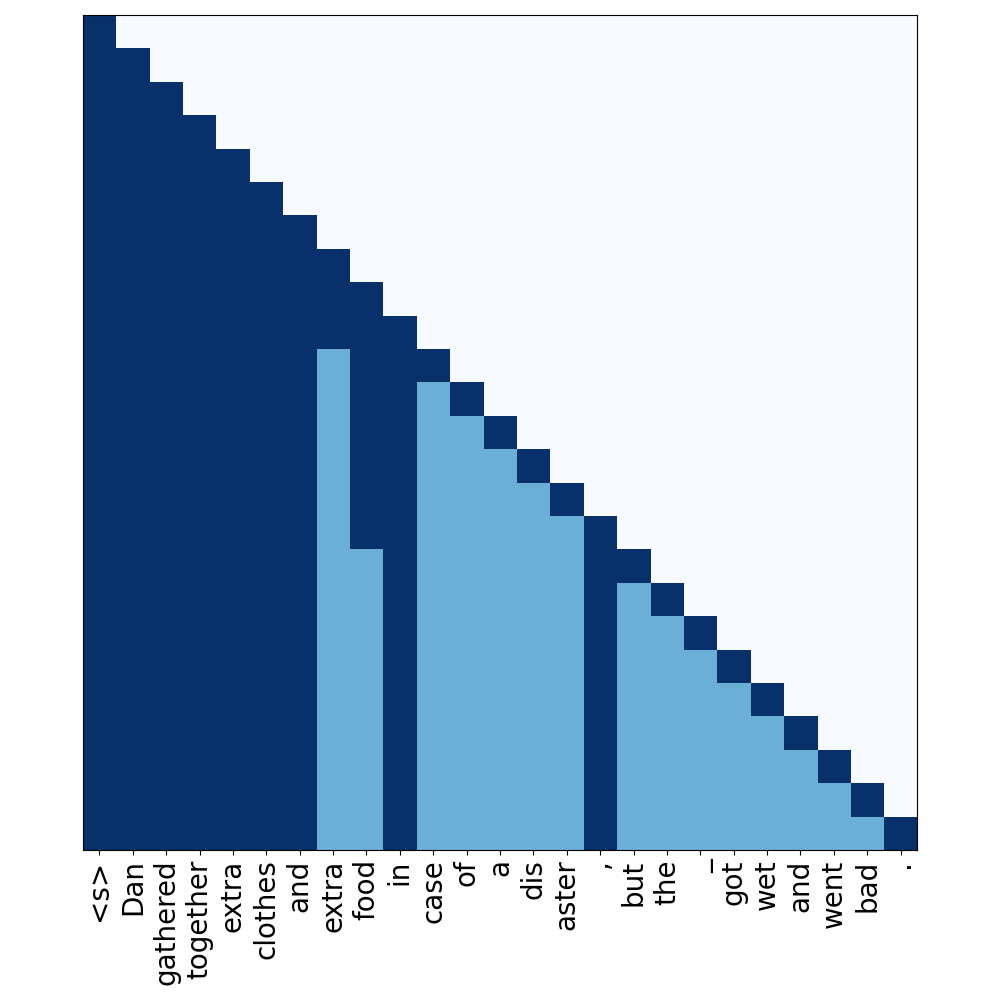 <s> Dan gathered together extra clothes and extra food in case of a dis aster , but the _ got wet and went bad .